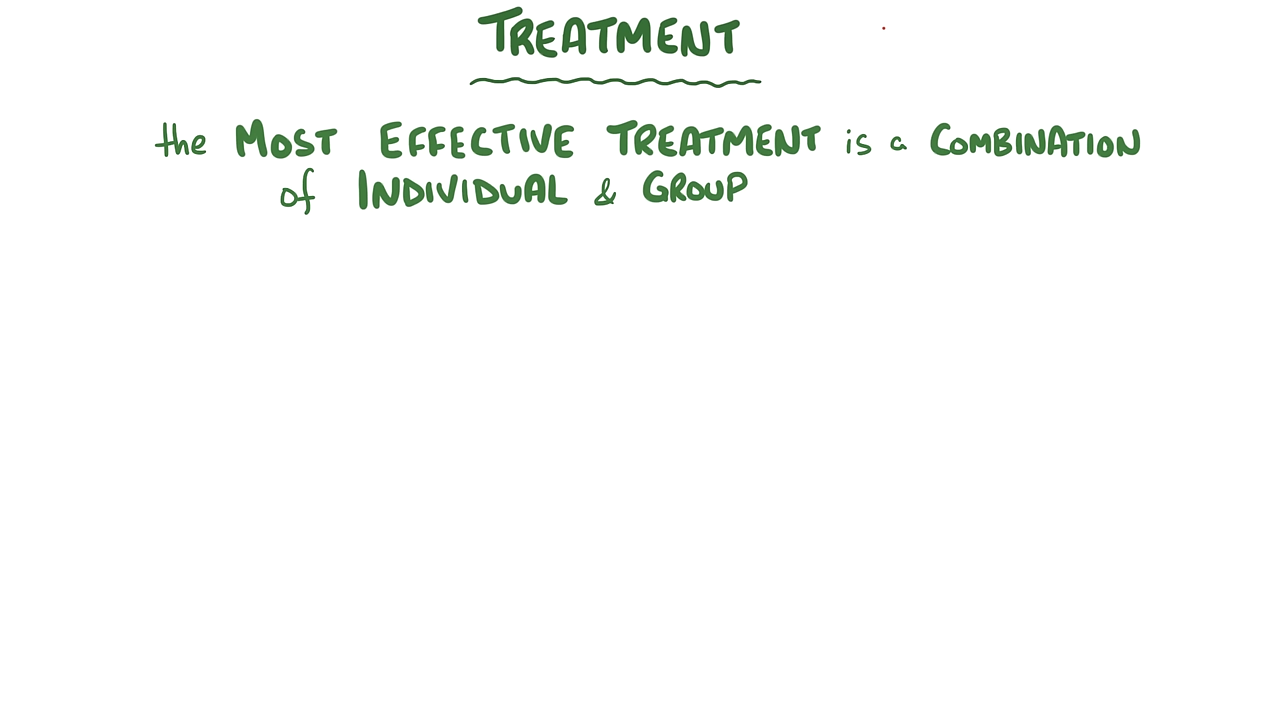 TREATMENT
the MOST EFFECTIVE TREATMENT is a COMBINATION
of INDIVIDUAL & GROUP